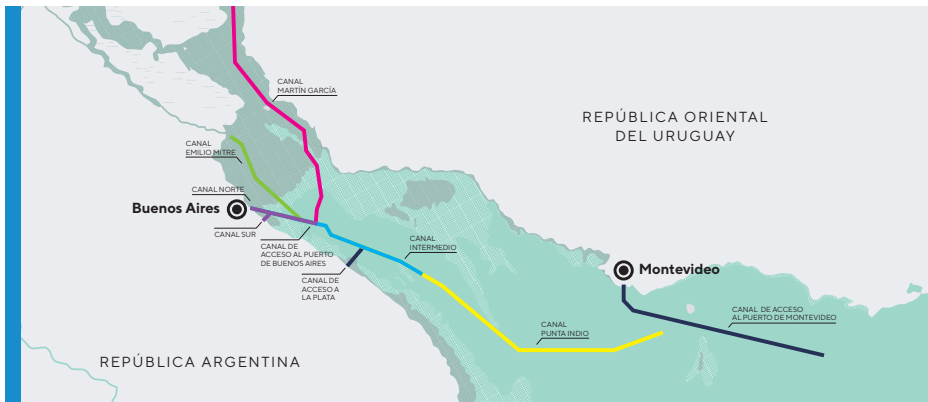 CANAL
MARTÍN GARCÍA
REPÚBLICA ORIENTAL
DEL URUGUAY
CANAL
EMILIO MITRE
CANAL NORTE
Buenos Aires
CANAL SUR
CANAL DE
ACCESO AL PUERTO
DE BUENOS AIRES
CANAL
INTERMEDIO
CANAL DE
ACCESO A
LA PLATA
Montevideo
CANAL DE ACCESO
AL PUERTO DE MONTEVIDEO
CANAL
PUNTA INDIO
REPÚBLICA ARGENTINA